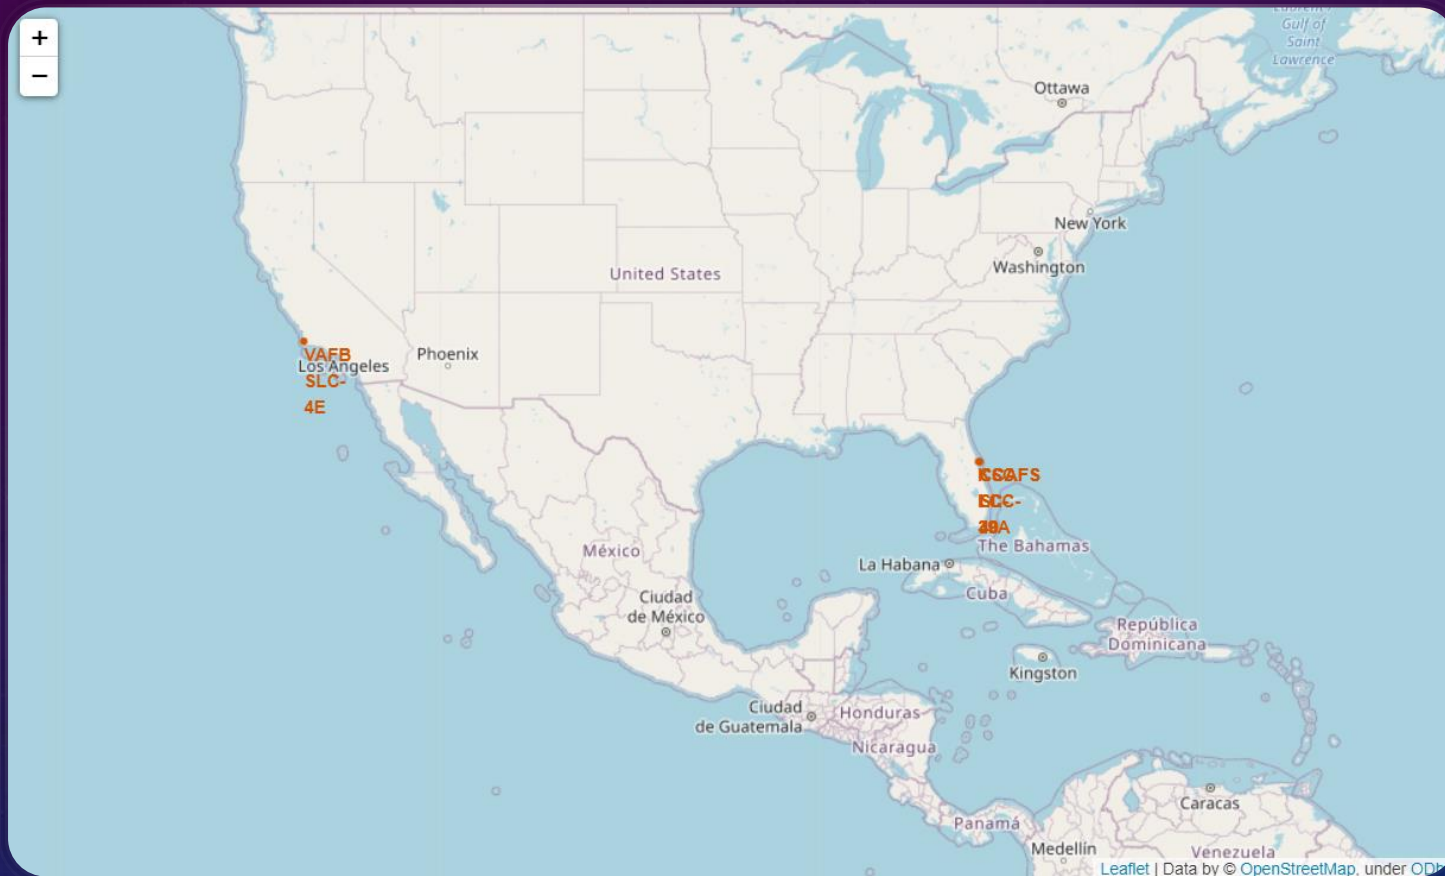 +
−
Gulf of
Saint
Lawrence
Ottawa
New York
Washington
United States
VAFB
Los Angeles
SLC-
4E
Phoenix
The Bahamas
La Habana
Cuba
México
Ciudad
de México
República
Dominicana
Kingston
Ciudad
de Guatemala
Honduras
Nicaragua
Caracas
Panamá
Medellín
Venezuela
Leaflet | Data by © OpenStreetMap, under